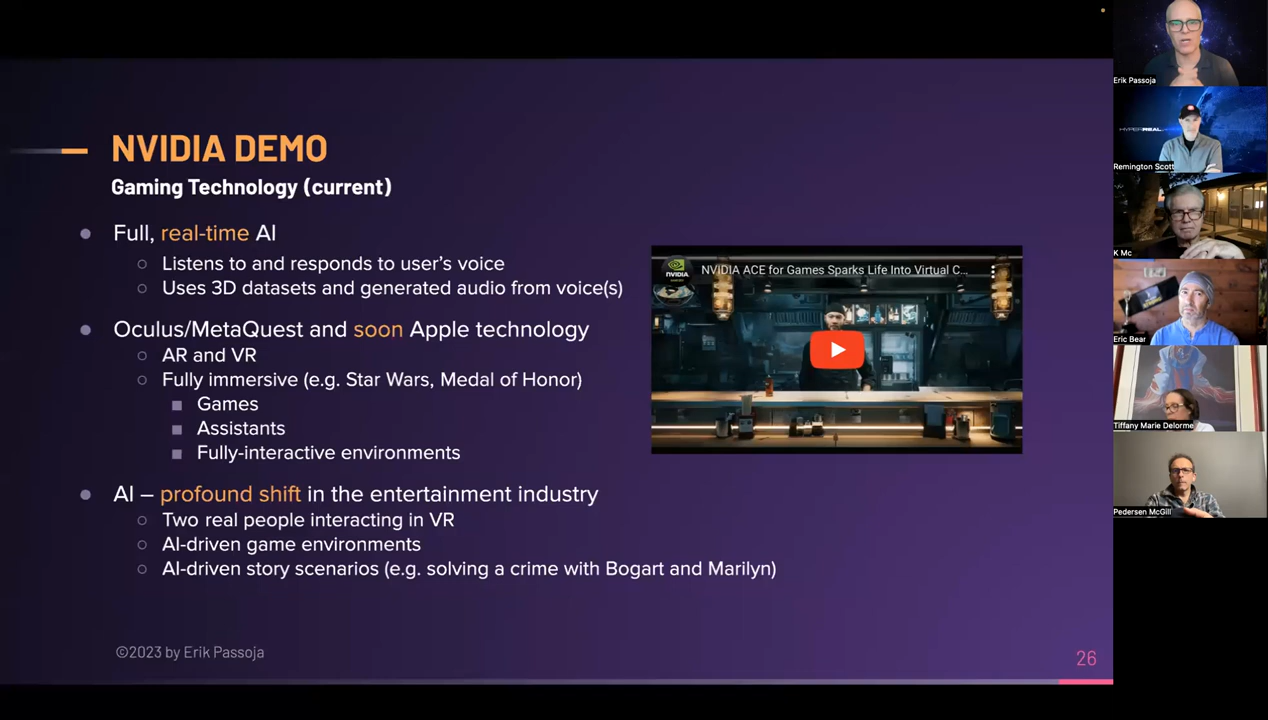 NVIDIA DEMO
Gaming Technology (current)
Full, real-time AI
Listens to and responds to user's voice
Uses 3D datasets and generated audio from voice(s)
Oculus/MetaQuest and soon Apple technology
AR and VR
Fully immersive (e.g. Star Wars, Medal of Honor)
Games
Assistants
Fully-interactive environments
AI – profound shift in the entertainment industry
Two real people interacting in VR
AI-driven game environments
AI-driven story scenarios (e.g. solving a crime with Bogart and Marilyn)
NVIDIA
NVIDIA ACE for Games Sparks Life Into Virtual C...
©2023 by Erik Passoja
26
Erik Passoja
HYPERREAL
Remington Scott
K Mc
Eric Bear
Tiffany Marie Delorme
Pedersen McGill